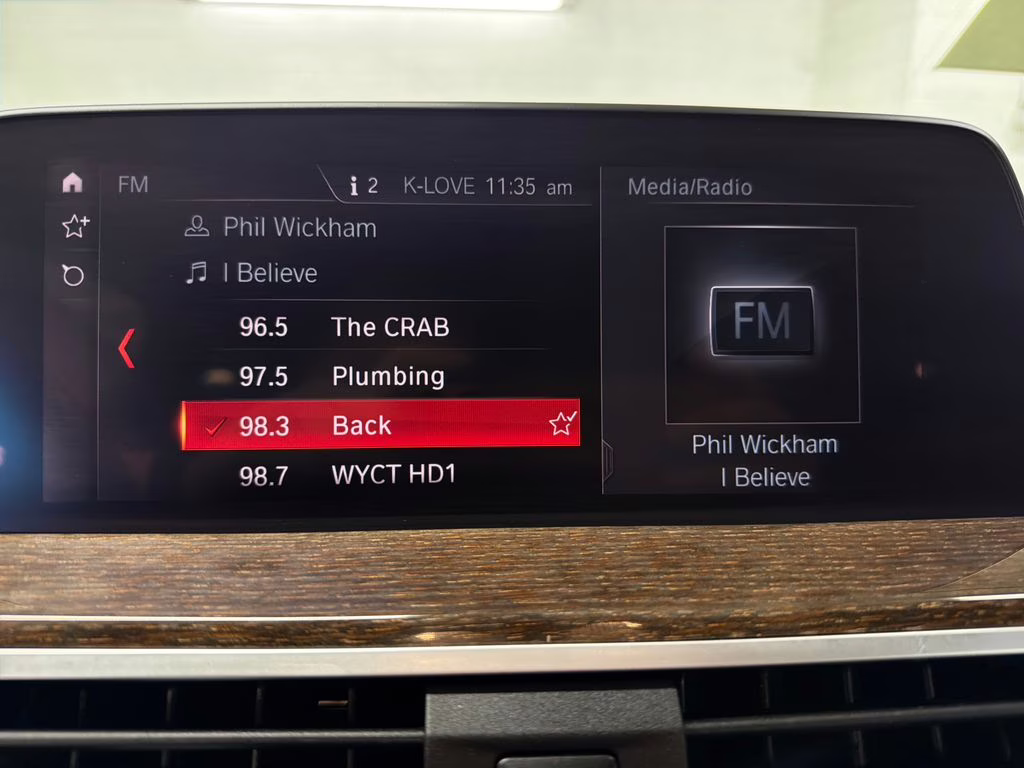 FM
i 2 K-LOVE 11:35 am
Media/Radio
Phil Wickham
I Believe
96.5 The CRAB
97.5 Plumbing
98.3 Back
98.7 WYCT HD1
FM
Phil Wickham
I Believe